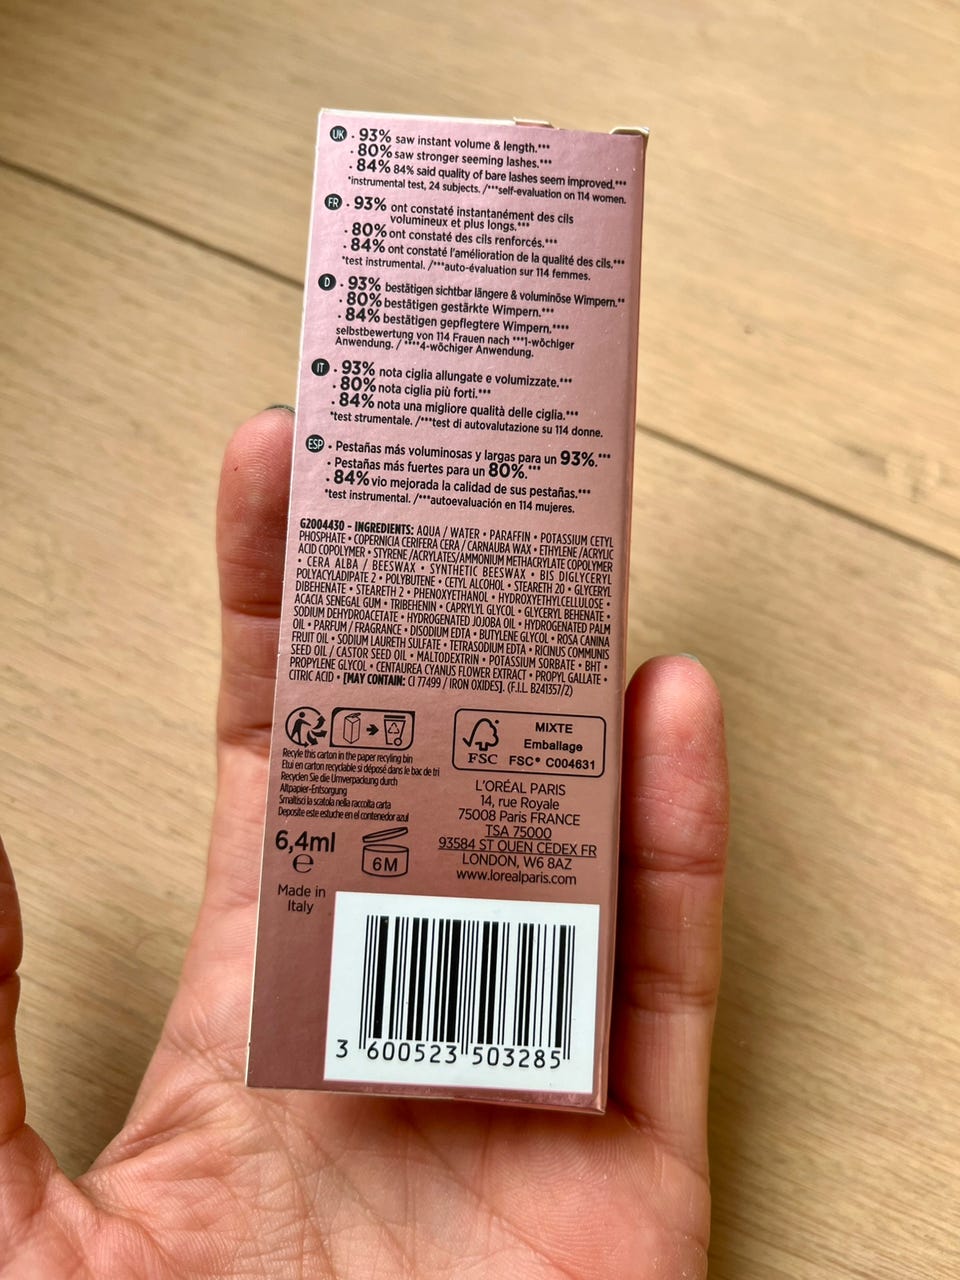 UK · 93% saw instant volume & length.***
· 80% saw stronger seeming lashes.***
· 84% 84% said quality of bare lashes seem improved.***
*instrumental test, 24 subjects. /***self-evaluation on 114 women.
FR · 93% ont constaté instantanément des cils
volumineux et plus longs.***
· 80% ont constaté des cils renforcés.***
· 84% ont constaté l'amélioration de la qualité des cils.***
*test instrumental. /***auto-évaluation sur 114 femmes.
D · 93% bestätigen sichtbar längere & voluminöse Wimpern.**
· 80% bestätigen gestärkte Wimpern.***
· 84% bestätigen gepflegtere Wimpern.****
selbstbewertung von 114 Frauen nach ***1-wöchiger
Anwendung. / ****4-wöchiger Anwendung.
IT · 93% nota ciglia allungate e volumizzate.***
· 80% nota ciglia più forti.***
· 84% nota una migliore qualità delle ciglia.***
*test strumentale. /***test di autovalutazione su 114 donne.
ESP · Pestañas más voluminosas y largas para un 93%.***
· Pestañas más fuertes para un 80%.***
· 84% vio mejorada la calidad de sus pestañas.***
*test instrumental. /***autoevaluación en 114 mujeres.
G2004430 - INGREDIENTS: AQUA / WATER • PARAFFIN • POTASSIUM CETYL
PHOSPHATE • COPERNICIA CERIFERA CERA / CARNAUBA WAX • ETHYLENE/ACRYLIC
ACID COPOLYMER • STYRENE/ACRYLATES/AMMONIUM METHACRYLATE COPOLYMER
• CERA ALBA / BEESWAX • SYNTHETIC BEESWAX • BIS DIGLYCERYL
POLYACYLADIPATE 2 • POLYBUTENE • CETYL ALCOHOL • STEARETH 20 • GLYCERYL
DIBEHENATE • STEARETH 2 • PHENOXYETHANOL • HYDROXYETHYLCELLULOSE •
ACACIA SENEGAL GUM • TRIBEHENIN • CAPRYLYL GLYCOL • GLYCERYL BEHENATE •
SODIUM DEHYDROACETATE • HYDROGENATED JOJOBA OIL • HYDROGENATED PALM
OIL • PARFUM / FRAGRANCE • DISODIUM EDTA • BUTYLENE GLYCOL • ROSA CANINA
FRUIT OIL • SODIUM LAURETH SULFATE • TETRASODIUM EDTA • RICINUS COMMUNIS
SEED OIL / CASTOR SEED OIL • MALTODEXTRIN • POTASSIUM SORBATE • BHT •
PROPYLENE GLYCOL • CENTAUREA CYANUS FLOWER EXTRACT • PROPYL GALLATE •
CITRIC ACID • [MAY CONTAIN: CI 77499 / IRON OXIDES]. (F.I.L. B241357/2)
Recyle this carton in the paper recyling bin
Etui en carton recyclable si déposé dans le bac de tri
Recyclen Sie die Umverpackung durch
Altpapier-Entsorgung
Smaltisci la scatola nella raccolta carta
Deposite este estuche en el contenedor azul
FSC
MIXTE
Emballage
FSC® C004631
L'ORÉAL PARIS
14, rue Royale
75008 Paris FRANCE
TSA 75000
93584 ST OUEN CEDEX FR
LONDON, W6 8AZ
www.lorealparis.com
6,4ml
℮
6M
Made in
Italy
3 600523 503285